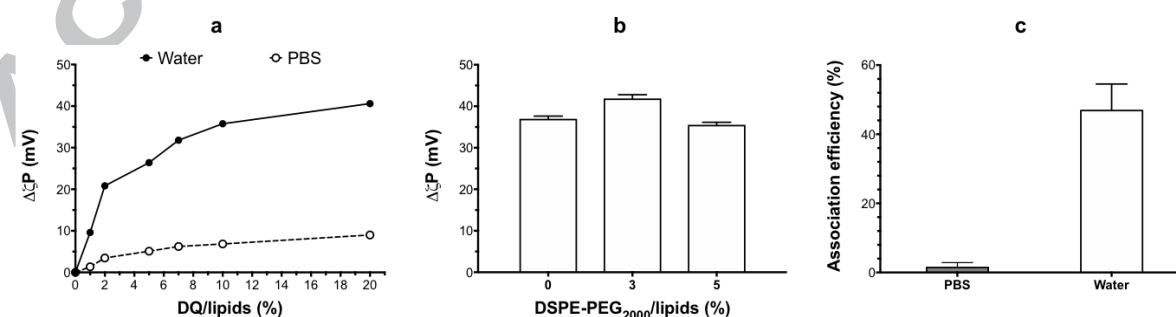 a
Water
PBS
50
40
30
20
10
0
ΔζP (mV)
0 2 4 6 8 10 12 14 16 18 20
DQ/lipids (%)
b
50
40
30
20
10
0
ΔζP (mV)
0 3 5
DSPE-PEG2000/lipids (%)
c
60
40
20
0
Association efficiency (%)
PBS Water